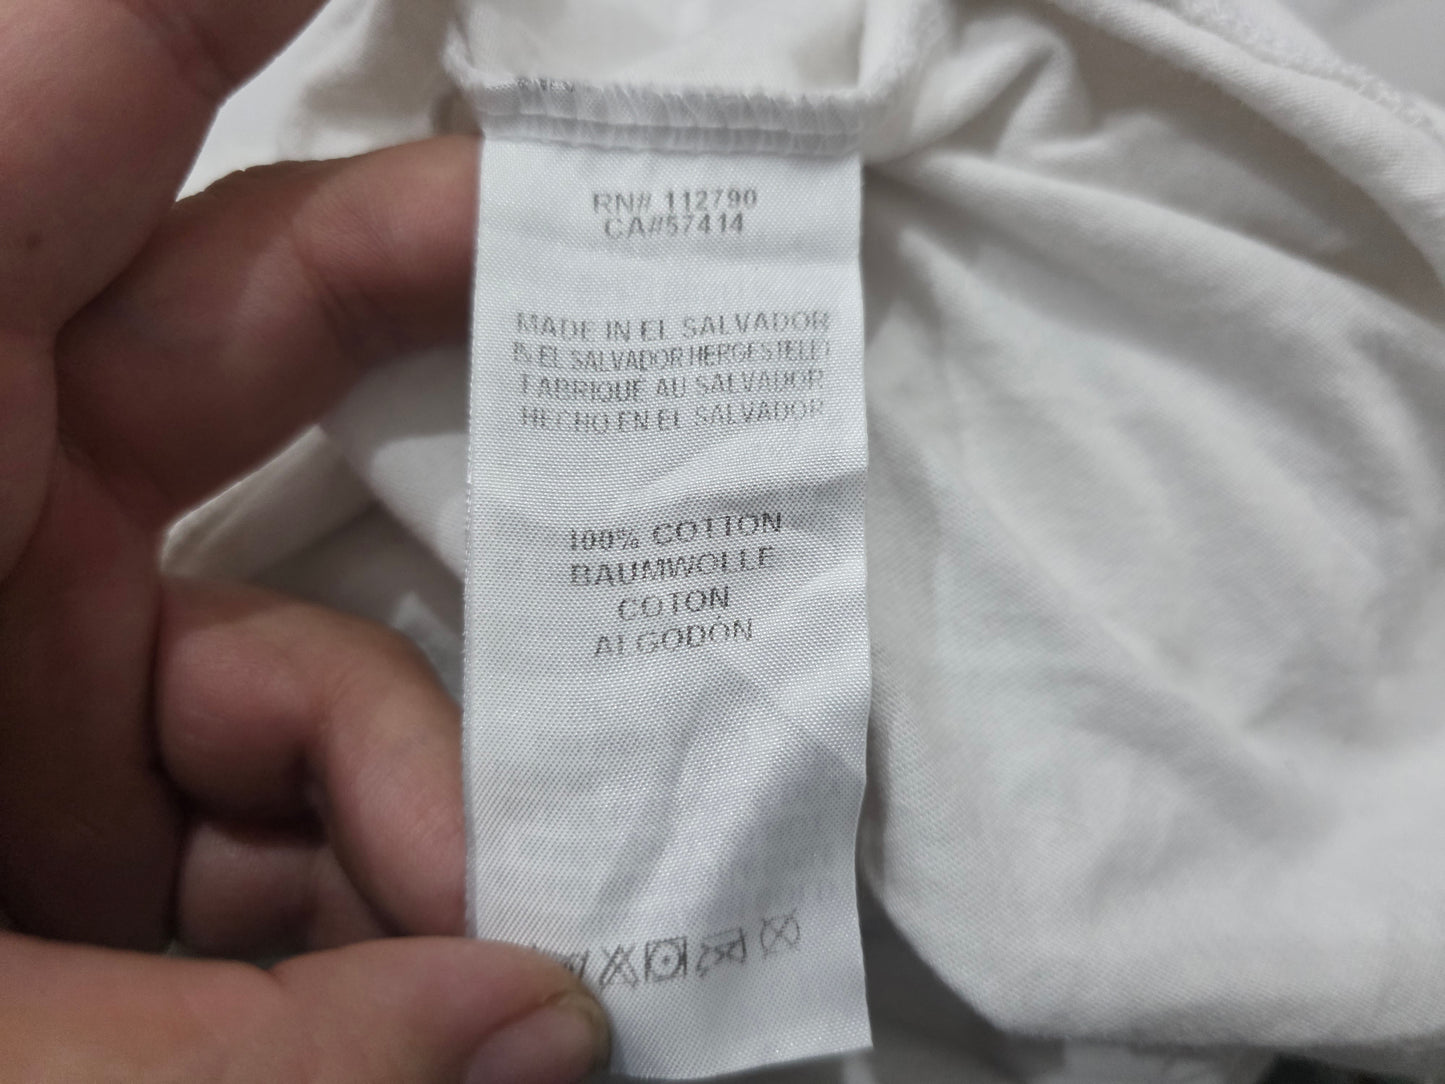 RN# 112790
CA#57414
MADE IN EL SALVADOR
IN EL SALVADOR HERGESTELLT
FABRIQUE AU SALVADOR
HECHO EN EL SALVADOR
100% COTTON
BAUMWOLLE
COTON
ALGODÓN